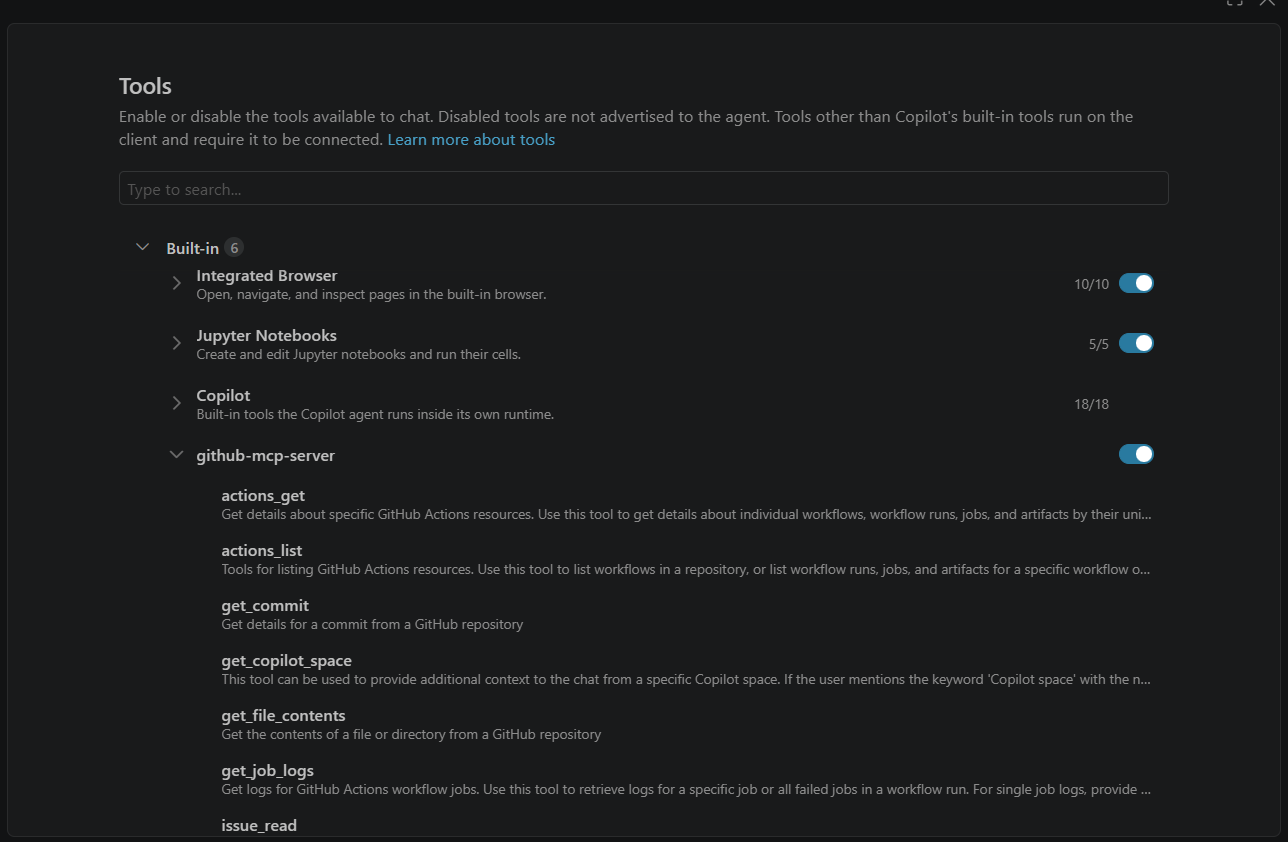 Tools
Enable or disable the tools available to chat. Disabled tools are not advertised to the agent. Tools other than Copilot's built-in tools run on the
client and require it to be connected. Learn more about tools
Type to search...
Built-in 6
Integrated Browser
Open, navigate, and inspect pages in the built-in browser.
10/10
Jupyter Notebooks
Create and edit Jupyter notebooks and run their cells.
5/5
Copilot
Built-in tools the Copilot agent runs inside its own runtime.
18/18
github-mcp-server
actions_get
Get details about specific GitHub Actions resources. Use this tool to get details about individual workflows, workflow runs, jobs, and artifacts by their uni...
actions_list
Tools for listing GitHub Actions resources. Use this tool to list workflows in a repository, or list workflow runs, jobs, and artifacts for a specific workflow o...
get_commit
Get details for a commit from a GitHub repository
get_copilot_space
This tool can be used to provide additional context to the chat from a specific Copilot space. If the user mentions the keyword 'Copilot space' with the n...
get_file_contents
Get the contents of a file or directory from a GitHub repository
get_job_logs
Get logs for GitHub Actions workflow jobs. Use this tool to retrieve logs for a specific job or all failed jobs in a workflow run. For single job logs, provide ...
issue_read